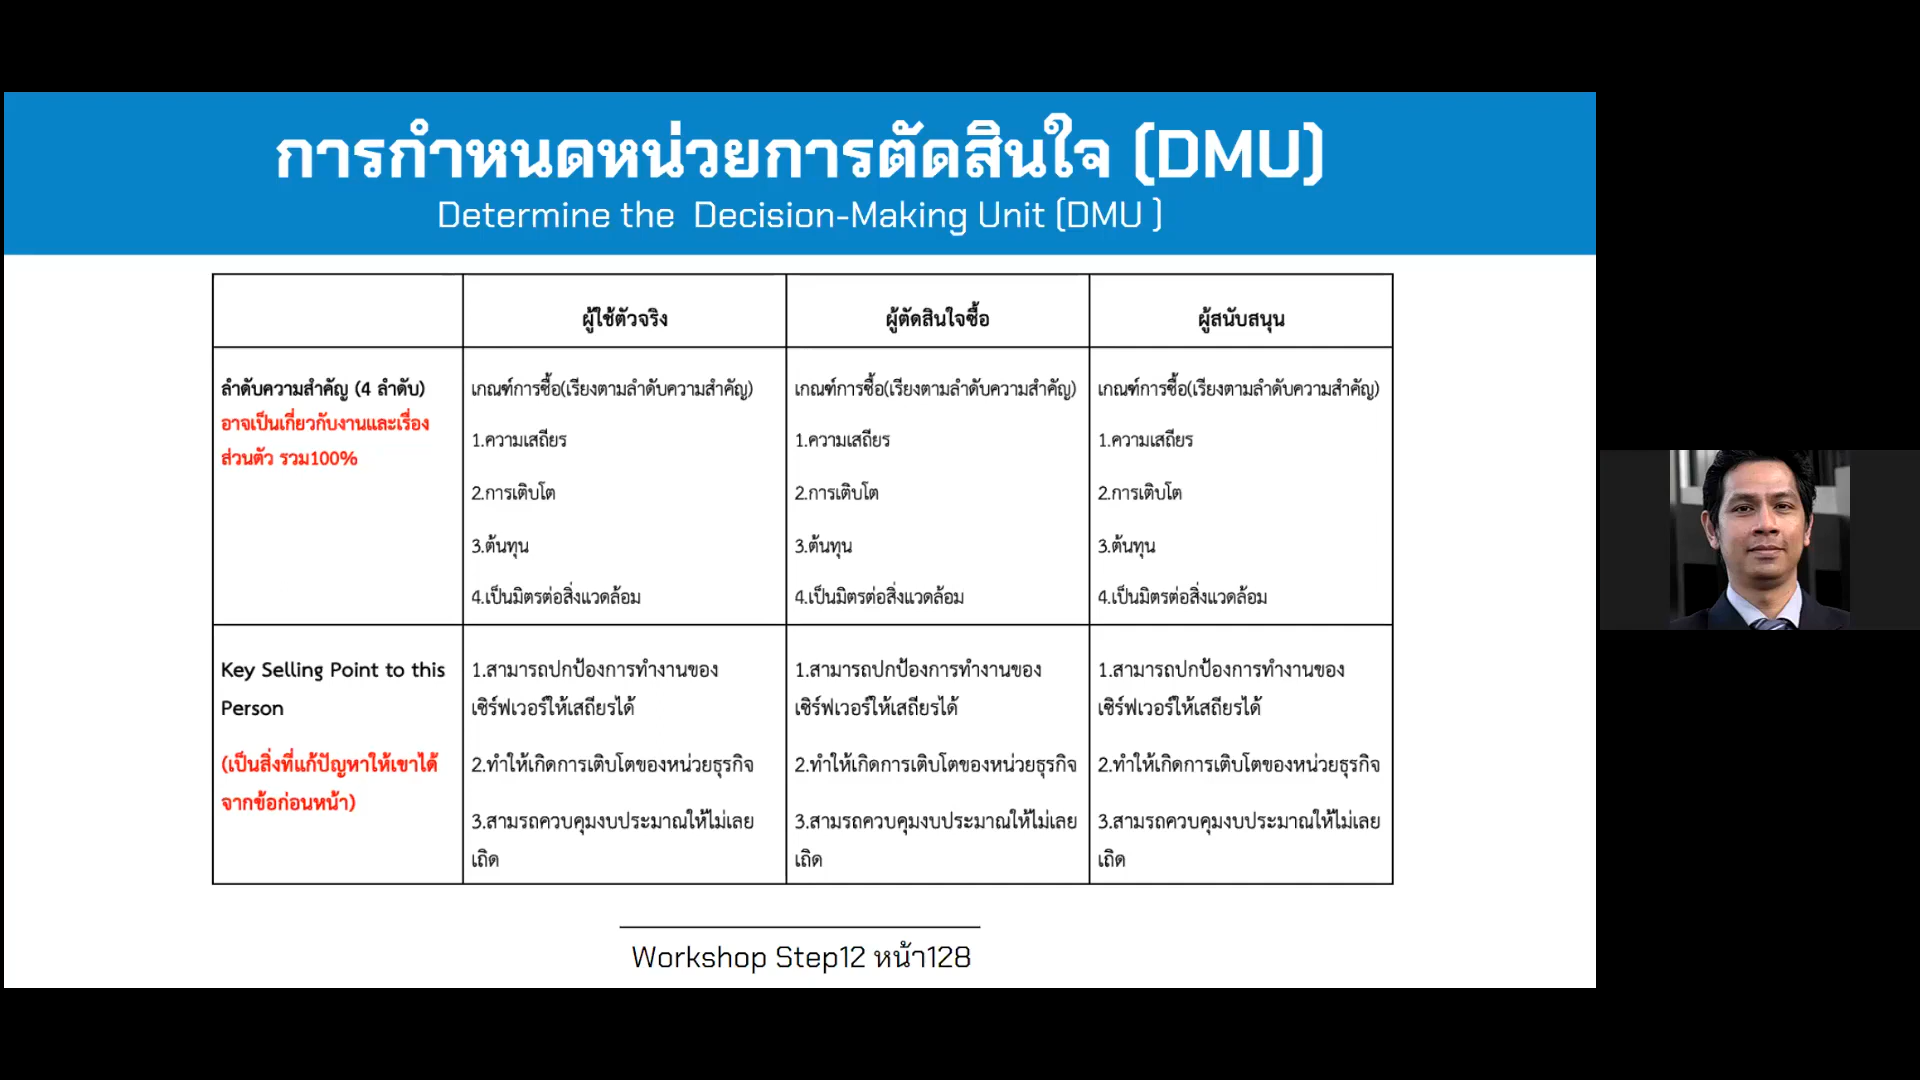 การกำหนดหน่วยการตัดสินใจ (DMU)
Determine the Decision-Making Unit (DMU )
ผู้ใช้ตัวจริง
ผู้ตัดสินใจซื้อ
ผู้สนับสนุน
ลำดับความสำคัญ (4 ลำดับ)
อาจเป็นเกี่ยวกับงานและเรื่อง
ส่วนตัว รวม100%
เกณฑ์การซื้อ(เรียงตามลำดับความสำคัญ)
1.ความเสถียร
2.การเติบโต
3.ต้นทุน
4.เป็นมิตรต่อสิ่งแวดล้อม
เกณฑ์การซื้อ(เรียงตามลำดับความสำคัญ)
1.ความเสถียร
2.การเติบโต
3.ต้นทุน
4.เป็นมิตรต่อสิ่งแวดล้อม
เกณฑ์การซื้อ(เรียงตามลำดับความสำคัญ)
1.ความเสถียร
2.การเติบโต
3.ต้นทุน
4.เป็นมิตรต่อสิ่งแวดล้อม
Key Selling Point to this
Person
(เป็นสิ่งที่แก้ปัญหาให้เขาได้
จากข้อก่อนหน้า)
1.สามารถปกป้องการทำงานของ
เซิร์ฟเวอร์ให้เสถียรได้
2.ทำให้เกิดการเติบโตของหน่วยธุรกิจ
3.สามรถควบคุมงบประมาณให้ไม่เลย
เถิด
1.สามารถปกป้องการทำงานของ
เซิร์ฟเวอร์ให้เสถียรได้
2.ทำให้เกิดการเติบโตของหน่วยธุรกิจ
3.สามรถควบคุมงบประมาณให้ไม่เลย
เถิด
1.สามารถปกป้องการทำงานของ
เซิร์ฟเวอร์ให้เสถียรได้
2.ทำให้เกิดการเติบโตของหน่วยธุรกิจ
3.สามรถควบคุมงบประมาณให้ไม่เลย
เถิด
Workshop Step12 หน้า128